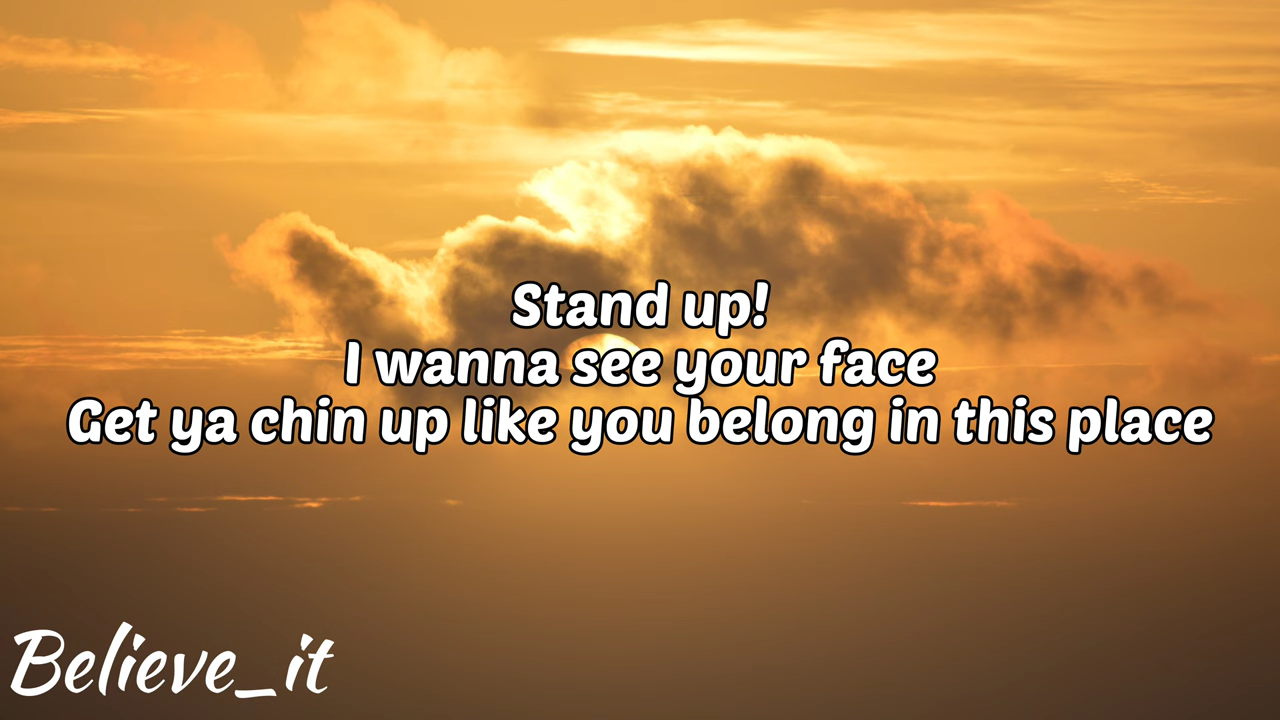 Stand up!
I wanna see your face
Get ya chin up like you belong in this place
Believe_it